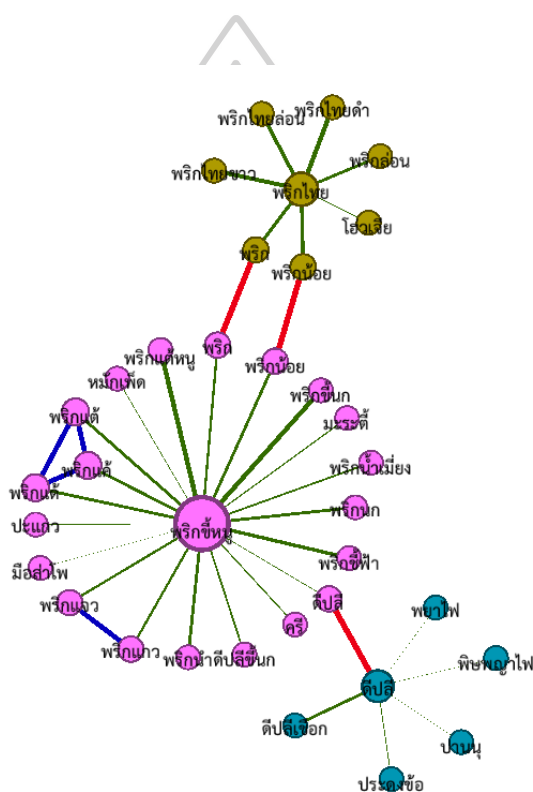 พริกไทยล่อน
พริกไทยดำ
พริกล่อน
พริกไทยขาว
พริกไทย
โฮวเจีย
พริก
พริกน้อย
พริก
พริกน้อย
พริกแต้หนู
หมักเพ็ด
พริกขี้นก
มะระตี้
พริกแต้
พริกแด้
พริกน้ำเมี่ยง
พริกแต้
พริกนก
ปะแกว
พริกขี้หนู
พริกชี้ฟ้า
มือส่าโพ
ดีปลี
พริกแจว
พยาไฟ
ครี
พริกแกว
พริกนำ
ดีปลีขี้นก
พิษพญาไฟ
ดีปลี
ดีปลีเชือก
ปานนุ
ประดงข้อ